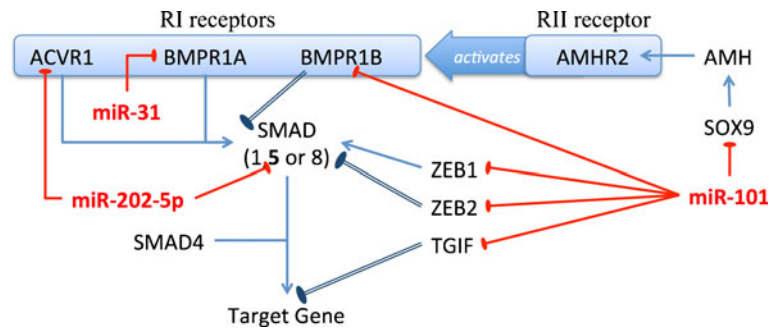 RI receptors
RII receptor
ACVR1
BMPR1A
BMPR1B
activates
AMHR2
AMH
miR-31
SMAD
(1,5 or 8)
SOX9
ZEB1
miR-202-5p
ZEB2
miR-101
SMAD4
TGIF
Target Gene